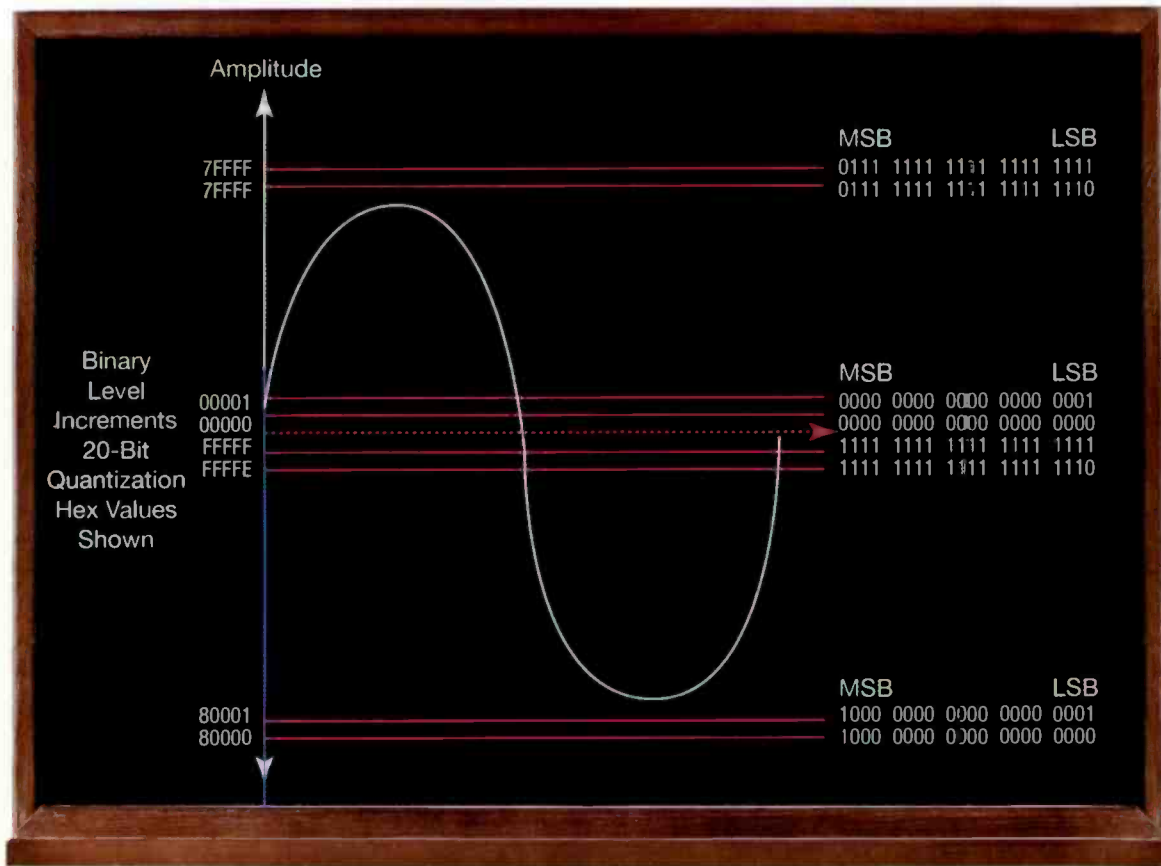 Amplitude
MSB LSB
7FFFF 0111 1111 1111 1111 1111
7FFFF 0111 1111 1111 1111 1110
Binary
Level
Increments
20-Bit
Quantization
Hex Values
Shown
MSB LSB
00001 0000 0000 0000 0000 0001
00000 0000 0000 0000 0000 0000
FFFFF 1111 1111 1111 1111 1111
FFFFE 1111 1111 1111 1111 1110
MSB LSB
80001 1000 0000 0000 0000 0001
80000 1000 0000 0000 0000 0000